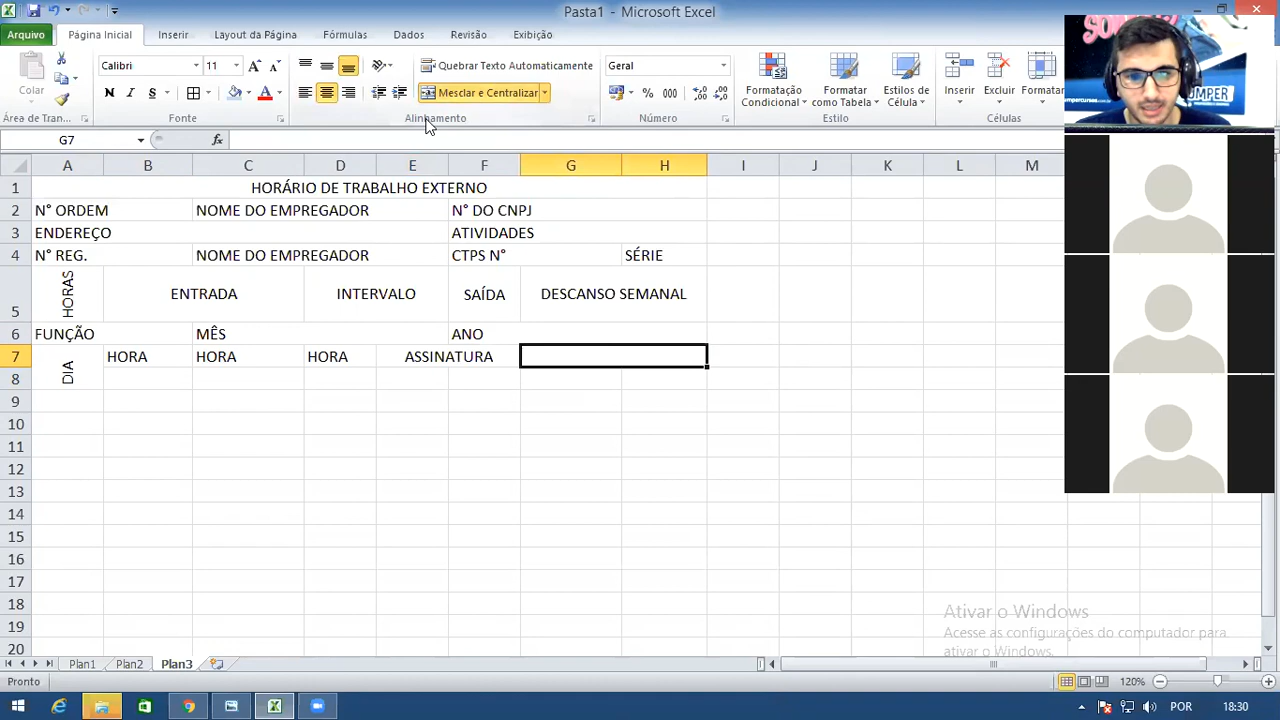 Pasta1 - Microsoft Excel
Arquivo Página Inicial Inserir Layout da Página Fórmulas Dados Revisão Exibição
Colar
Calibri 11
N I S
Quebrar Texto Automaticamente
Mesclar e Centralizar
Geral
% 000
Formatação Condicional
Formatar como Tabela
Estilos de Célula
Inserir Excluir Formatar
Área de Tran... Fonte Alinhamento Número Estilo Células
G7 fx
A B C D E F G H I J K L M
1 HORÁRIO DE TRABALHO EXTERNO
2 N° ORDEM NOME DO EMPREGADOR N° DO CNPJ
3 ENDEREÇO ATIVIDADES
4 N° REG. NOME DO EMPREGADOR CTPS N° SÉRIE
5 HORAS ENTRADA INTERVALO SAÍDA DESCANSO SEMANAL
6 FUNÇÃO MÊS ANO
7 DIA HORA HORA HORA ASSINATURA
8
9
10
11
12
13
14
15
16
17
18
19
20
Ativar o Windows
Acesse as configurações do computador para
ativar o Windows.
Plan1 Plan2 Plan3
Pronto 120%
POR 18:30